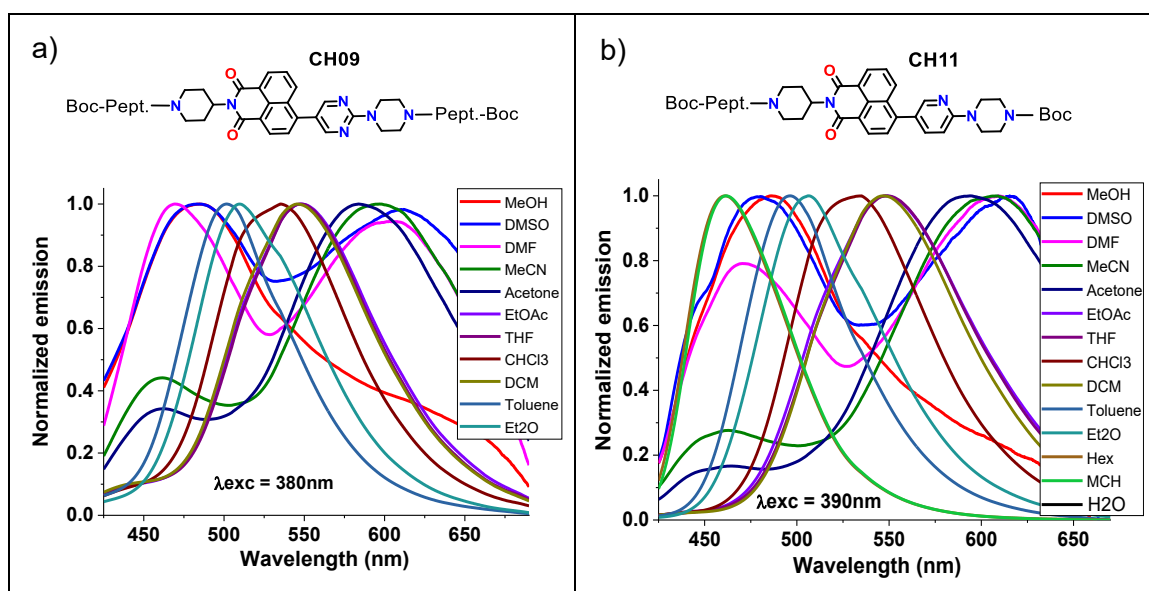 a)
CH09
O
O
N
Boc-Pept.
N
N
N
N
N
Pept.-Boc
Normalized emission
1.0
0.8
0.6
0.4
0.2
0.0
450 500 550 600 650
Wavelength (nm)
λexc = 380nm
MeOH
DMSO
DMF
MeCN
Acetone
EtOAc
THF
CHCl3
DCM
Toluene
Et2O
b)
CH11
O
O
N
Boc-Pept.
N
N
N
N
Boc
Normalized emission
1.0
0.8
0.6
0.4
0.2
0.0
450 500 550 600 650
Wavelength (nm)
λexc = 390nm
MeOH
DMSO
DMF
MeCN
Acetone
EtOAc
THF
CHCl3
DCM
Toluene
Et2O
Hex
MCH
H2O